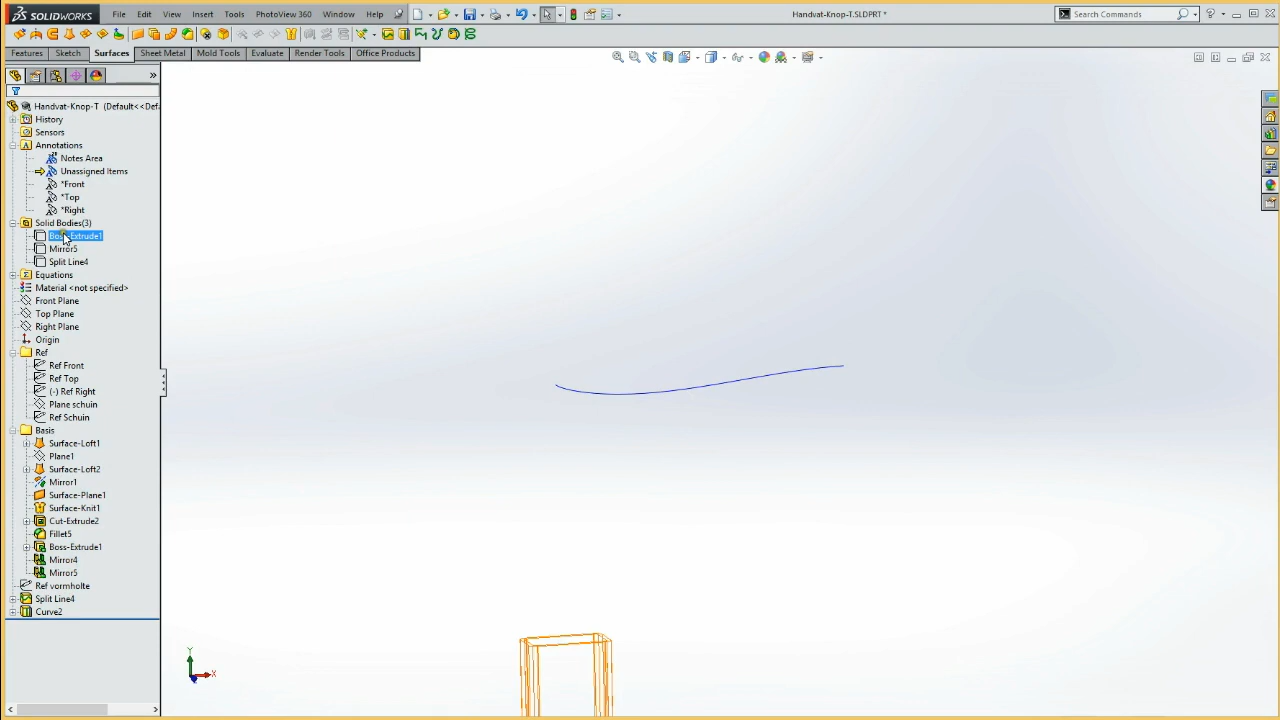 SOLIDWORKS File Edit View Insert Tools PhotoView 360 Window Help Handvat-Knop-T.SLDPRT * Search Commands
Features Sketch Surfaces Sheet Metal Mold Tools Evaluate Render Tools Office Products
Handvat-Knop-T (Default<<Def
History
Sensors
Annotations
Notes Area
Unassigned Items
*Front
*Top
*Right
Solid Bodies(3)
Boss-Extrude1
Mirror5
Split Line4
Equations
Material <not specified>
Front Plane
Top Plane
Right Plane
Origin
Ref
Ref Front
Ref Top
(-) Ref Right
Plane schuin
Ref Schuin
Basis
Surface-Loft1
Plane1
Surface-Loft2
Mirror1
Surface-Plane1
Surface-Knit1
Cut-Extrude2
Fillet5
Boss-Extrude1
Mirror4
Mirror5
Ref vormholte
Split Line4
Curve2
Y
X